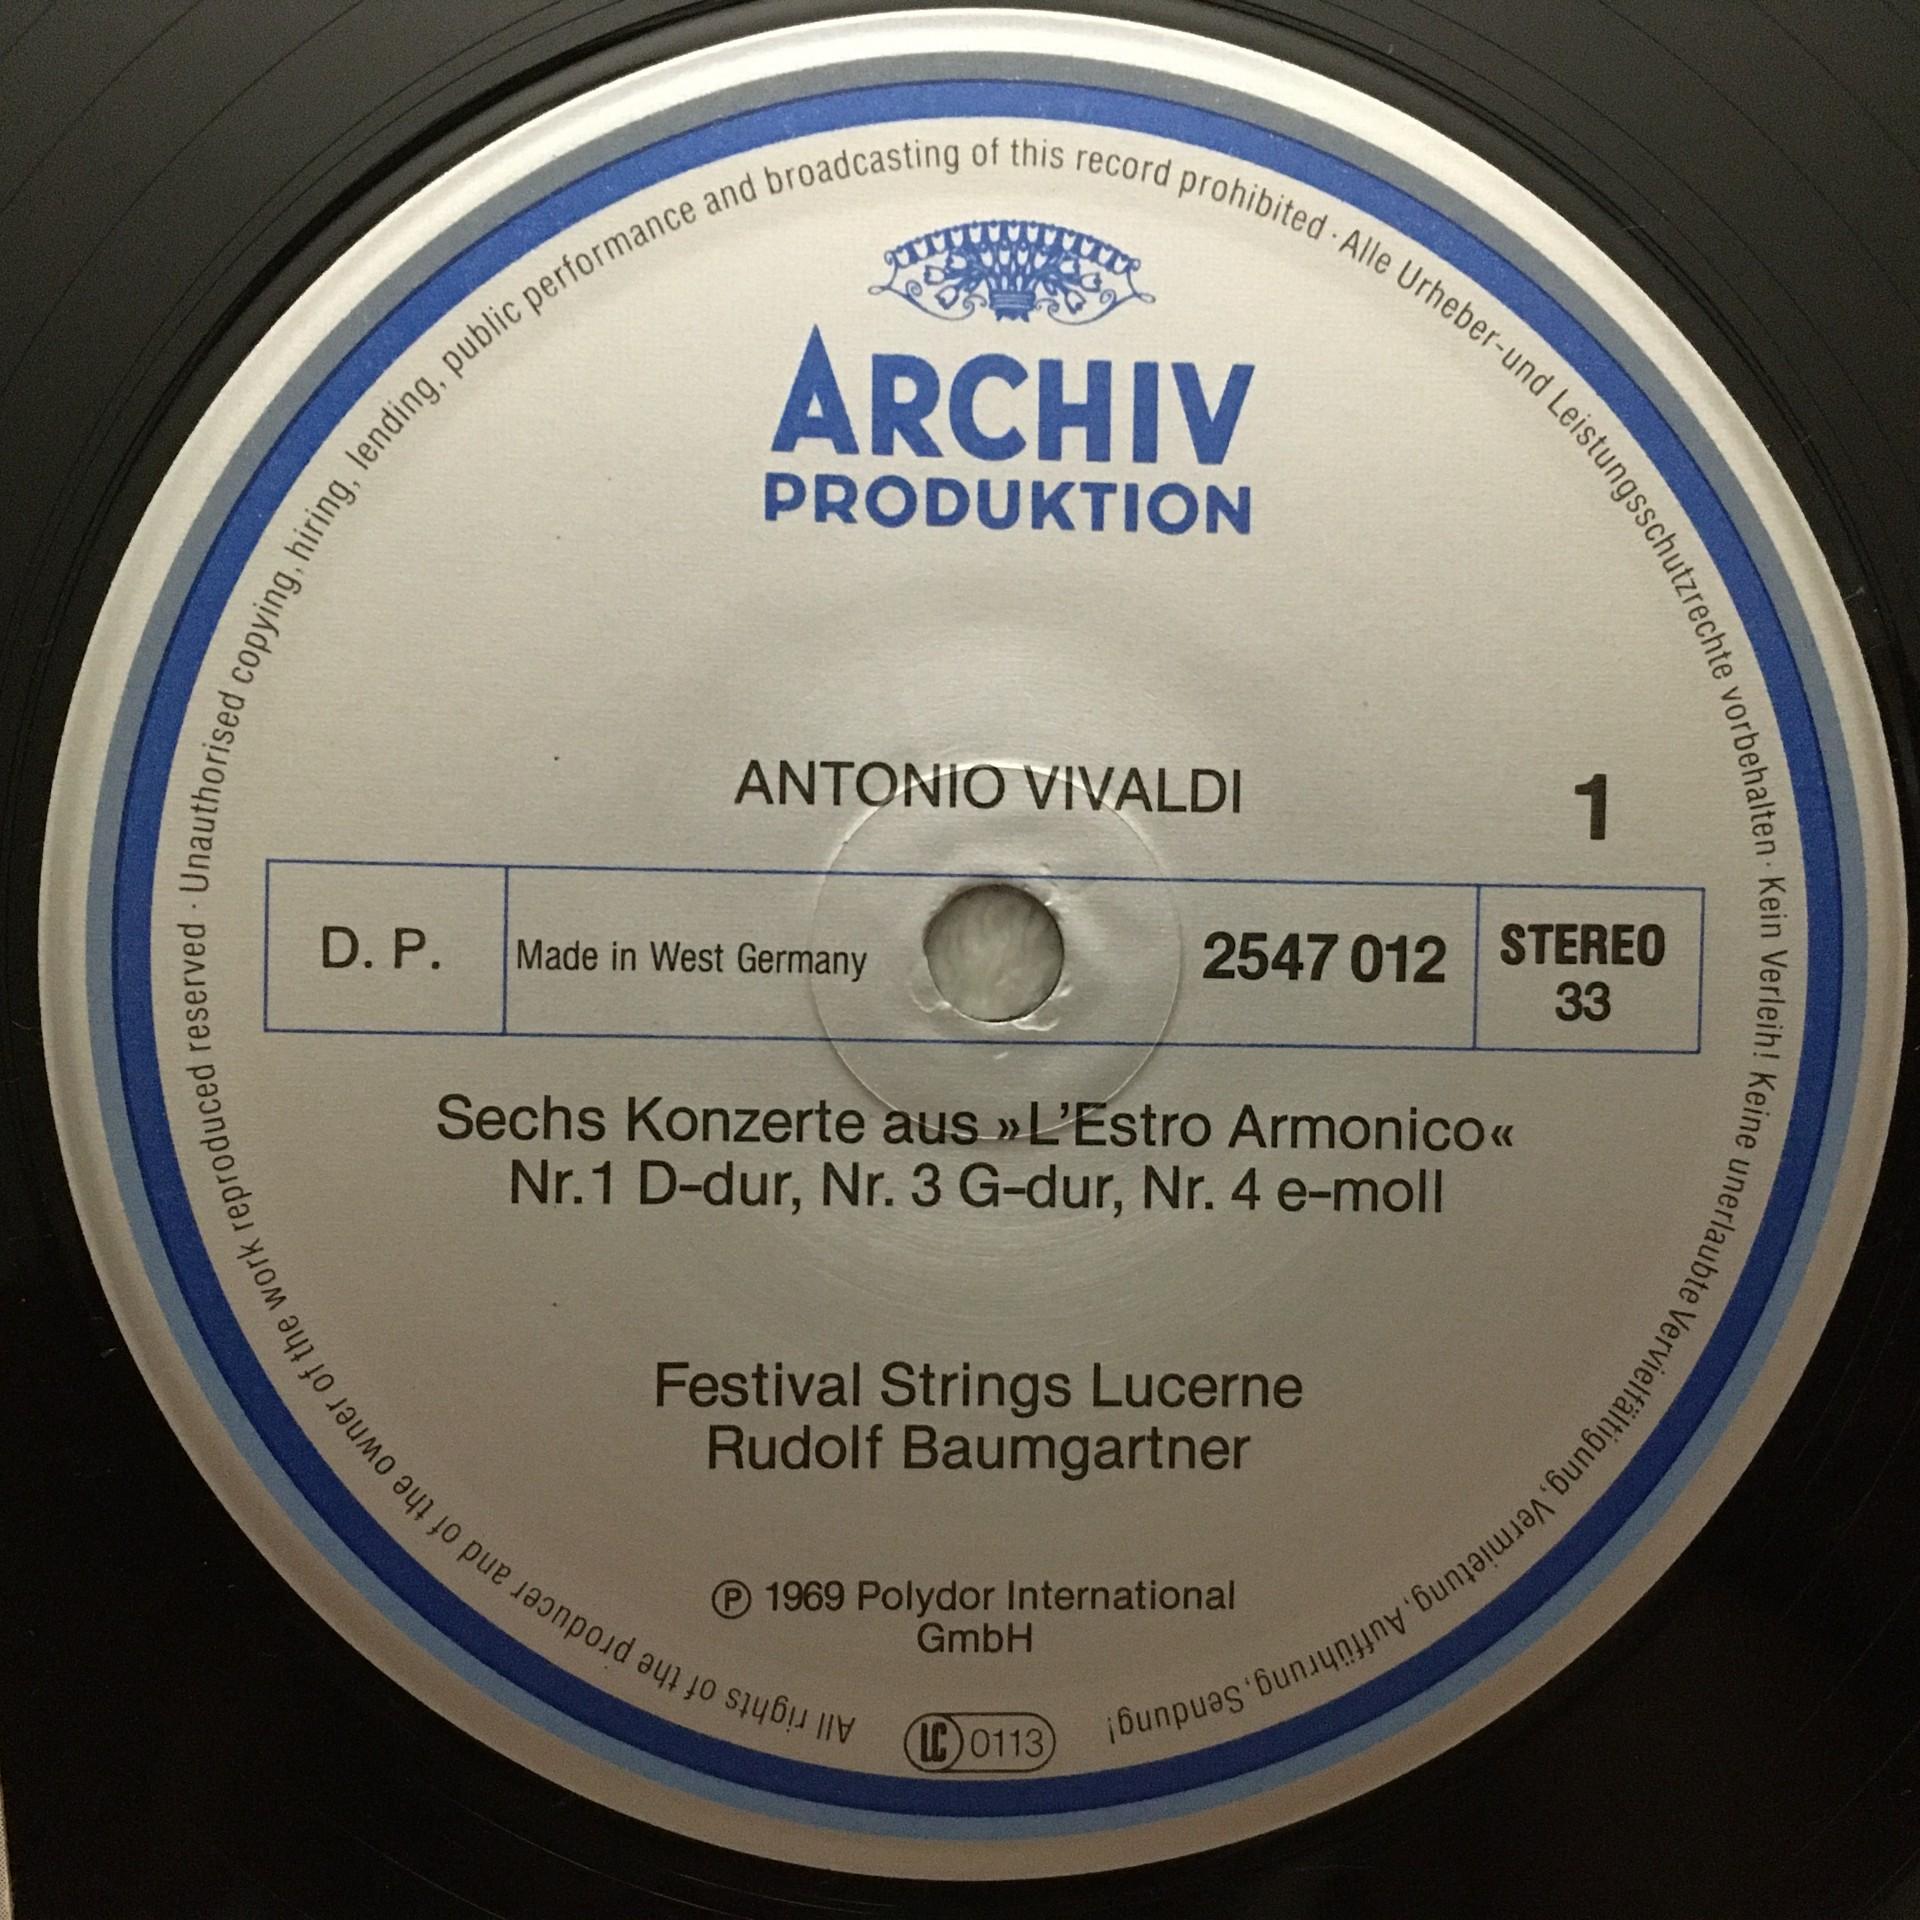 ARCHIV
PRODUKTION
ANTONIO VIVALDI
1
D. P.
Made in West Germany
2547 012
STEREO
33
Sechs Konzerte aus »L’Estro Armonico«
Nr.1 D-dur, Nr. 3 G-dur, Nr. 4 e-moll
Festival Strings Lucerne
Rudolf Baumgartner
Ⓟ 1969 Polydor International
GmbH
LC 0113
All rights of the producer and of the owner of the work reproduced reserved · Unauthorised copying, hiring, lending, public performance and broadcasting of this record prohibited · Alle Urheber-und Leistungsschutzrechte vorbehalten · Kein Verleih! Keine unerlaubte Vervielfältigung, Vermietung, Aufführung, Sendung!